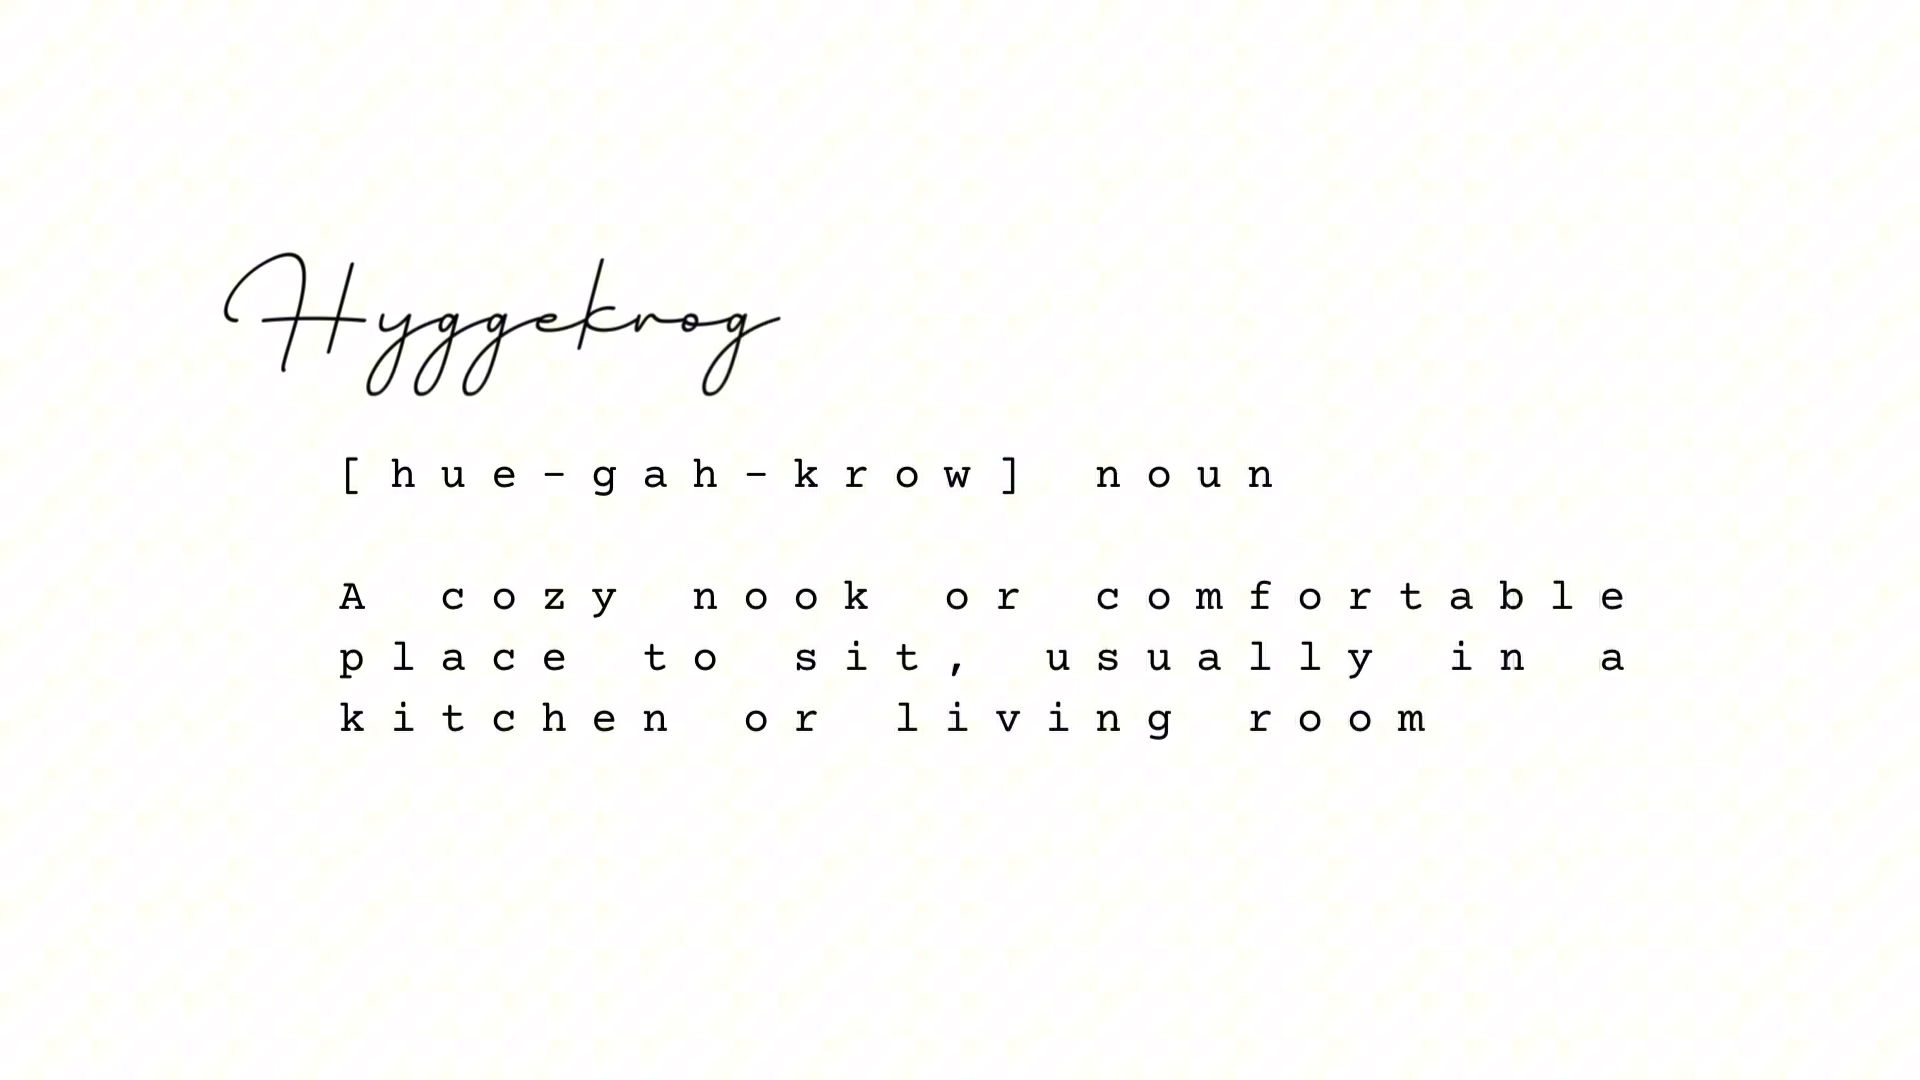 Hyggekrog
[hue-gah-krow] noun
A cozy nook or comfortable
place to sit, usually in a
kitchen or living room